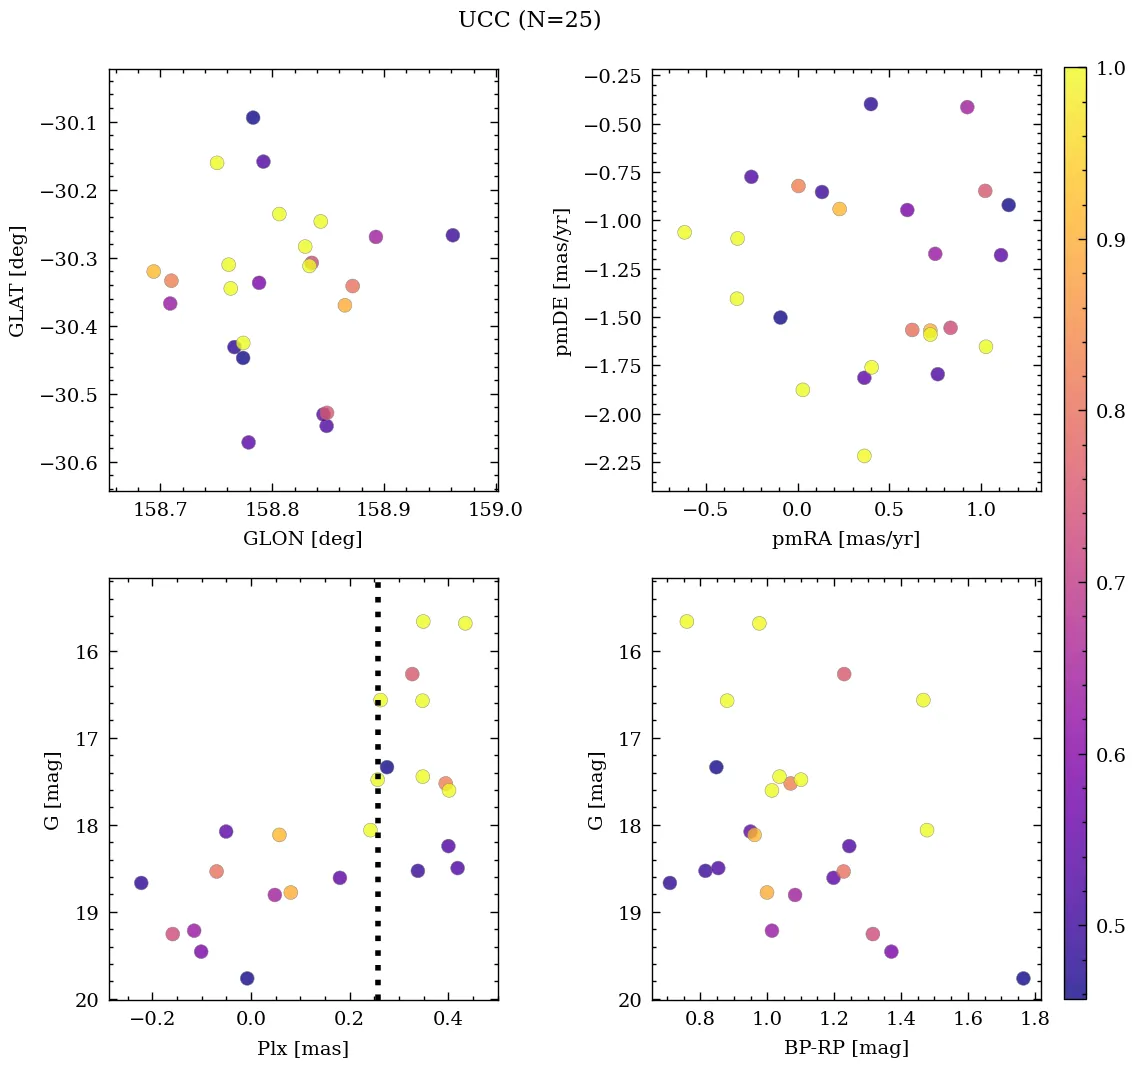 UCC (N=25)
−30.1
−30.2
−30.3
−30.4
−30.5
−30.6
GLAT [deg]
158.7 158.8 158.9 159.0
GLON [deg]
−0.25
−0.50
−0.75
−1.00
−1.25
−1.50
−1.75
−2.00
−2.25
pmDE [mas/yr]
−0.5 0.0 0.5 1.0
pmRA [mas/yr]
16
17
18
19
20
G [mag]
−0.2 0.0 0.2 0.4
Plx [mas]
16
17
18
19
20
G [mag]
0.8 1.0 1.2 1.4 1.6 1.8
BP-RP [mag]
1.0
0.9
0.8
0.7
0.6
0.5